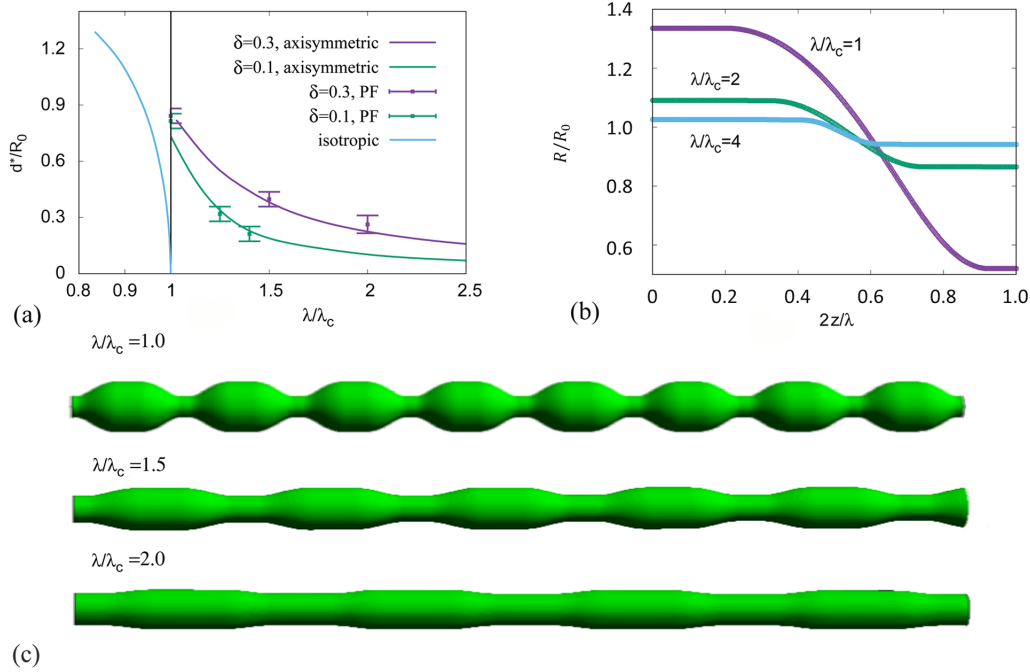 1.2
0.9
0.6
0.3
0
d*/R₀
δ=0.3, axisymmetric
δ=0.1, axisymmetric
δ=0.3, PF
δ=0.1, PF
isotropic
0.8 0.9 1 1.5 2 2.5
λ/λc
(a)
1.4
1.2
1.0
0.8
0.6
R/R₀
λ/λc=1
λ/λc=2
λ/λc=4
0 0.2 0.4 0.6 0.8 1.0
2z/λ
(b)
λ/λc =1.0
λ/λc =1.5
λ/λc =2.0
(c)